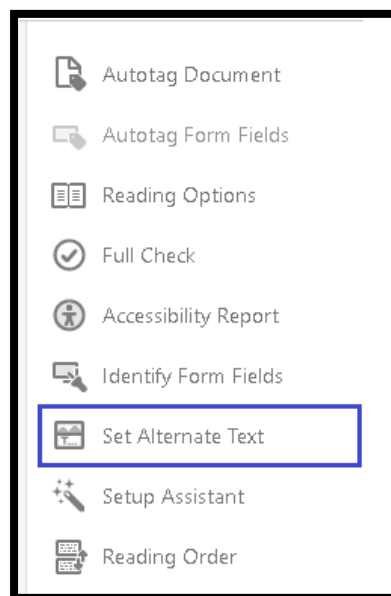 Autotag Document
Autotag Form Fields
Reading Options
Full Check
Accessibility Report
Identify Form Fields
Set Alternate Text
Setup Assistant
Reading Order